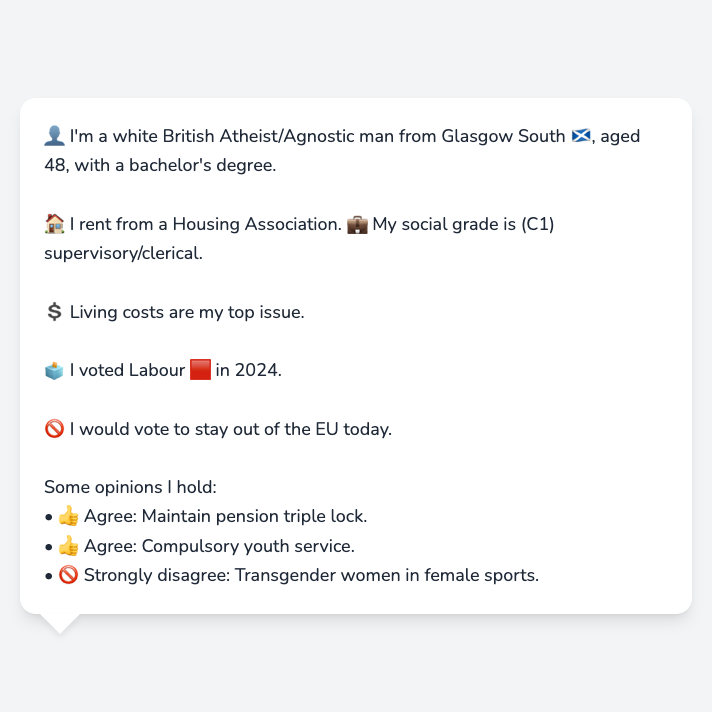 👤 I'm a white British Atheist/Agnostic man from Glasgow South 🏴󠁧󠁢󠁳󠁣󠁴󠁿, aged
48, with a bachelor's degree.
🏠 I rent from a Housing Association. 💼 My social grade is (C1)
supervisory/clerical.
💲 Living costs are my top issue.
🗳️ I voted Labour 🟥 in 2024.
🚫 I would vote to stay out of the EU today.
Some opinions I hold:
• 👍 Agree: Maintain pension triple lock.
• 👍 Agree: Compulsory youth service.
• 🚫 Strongly disagree: Transgender women in female sports.